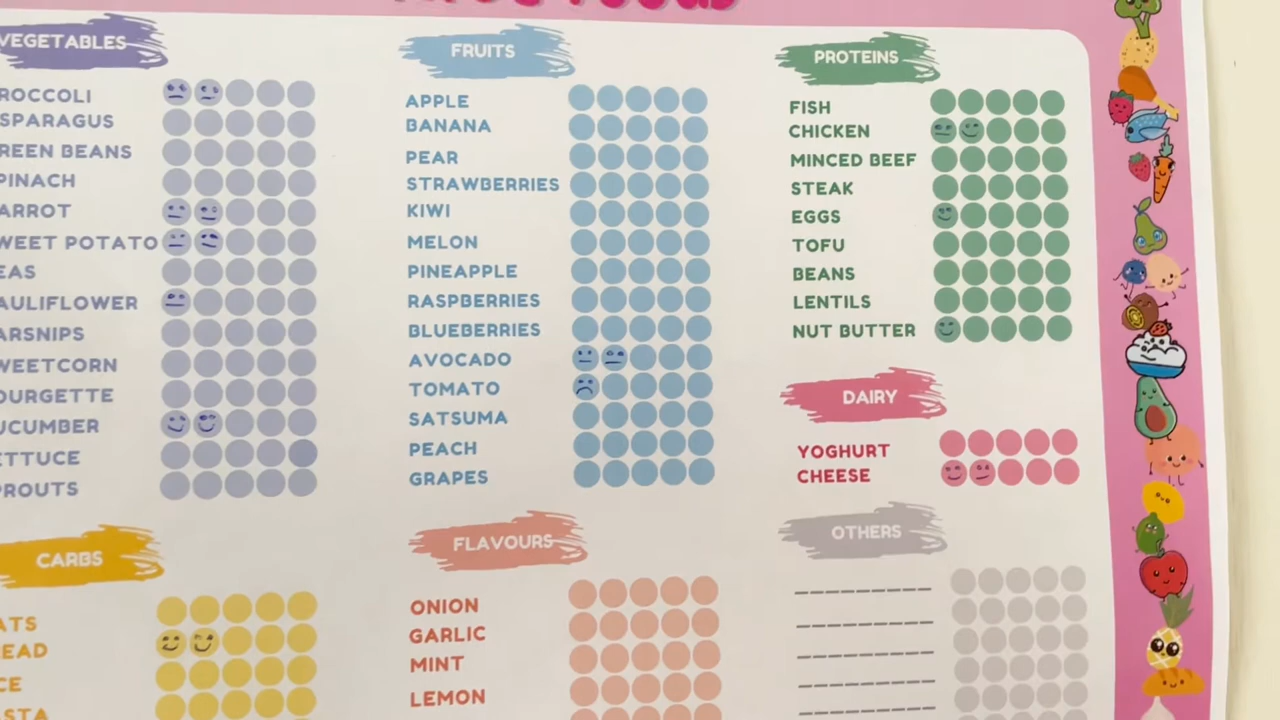 VEGETABLES
ROCCOLI
SPARAGUS
REEN BEANS
PINACH
ARROT
WEET POTATO
EAS
AULIFLOWER
ARSNIPS
WEETCORN
OURGETTE
UCUMBER
ETTUCE
PROUTS
CARBS
ATS
EAD
CE
STA
FRUITS
APPLE
BANANA
PEAR
STRAWBERRIES
KIWI
MELON
PINEAPPLE
RASPBERRIES
BLUEBERRIES
AVOCADO
TOMATO
SATSUMA
PEACH
GRAPES
FLAVOURS
ONION
GARLIC
MINT
LEMON
PROTEINS
FISH
CHICKEN
MINCED BEEF
STEAK
EGGS
TOFU
BEANS
LENTILS
NUT BUTTER
DAIRY
YOGHURT
CHEESE
OTHERS